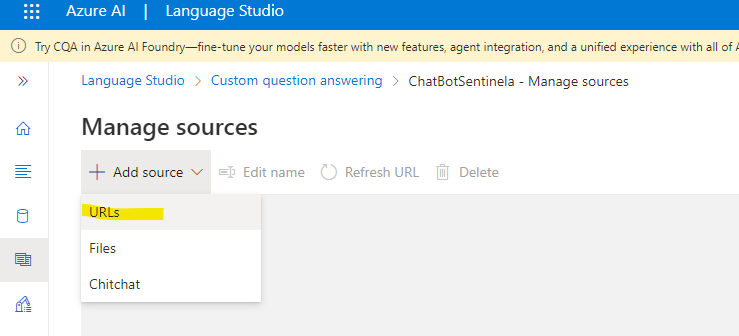 Azure AI | Language Studio
Try CQA in Azure AI Foundry—fine-tune your models faster with new features, agent integration, and a unified experience with all of
Language Studio > Custom question answering > ChatBotSentinela - Manage sources
Manage sources
Add source Edit name Refresh URL Delete
URLs
Files
Chitchat